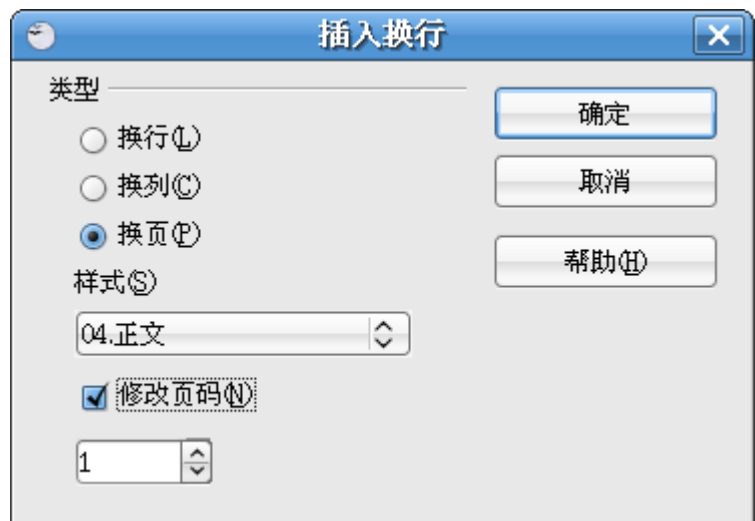 插入换行
类型
换行(L)
换列(C)
换页(P)
样式(S)
04.正文
修改页码(N)
1
确定
取消
帮助(H)